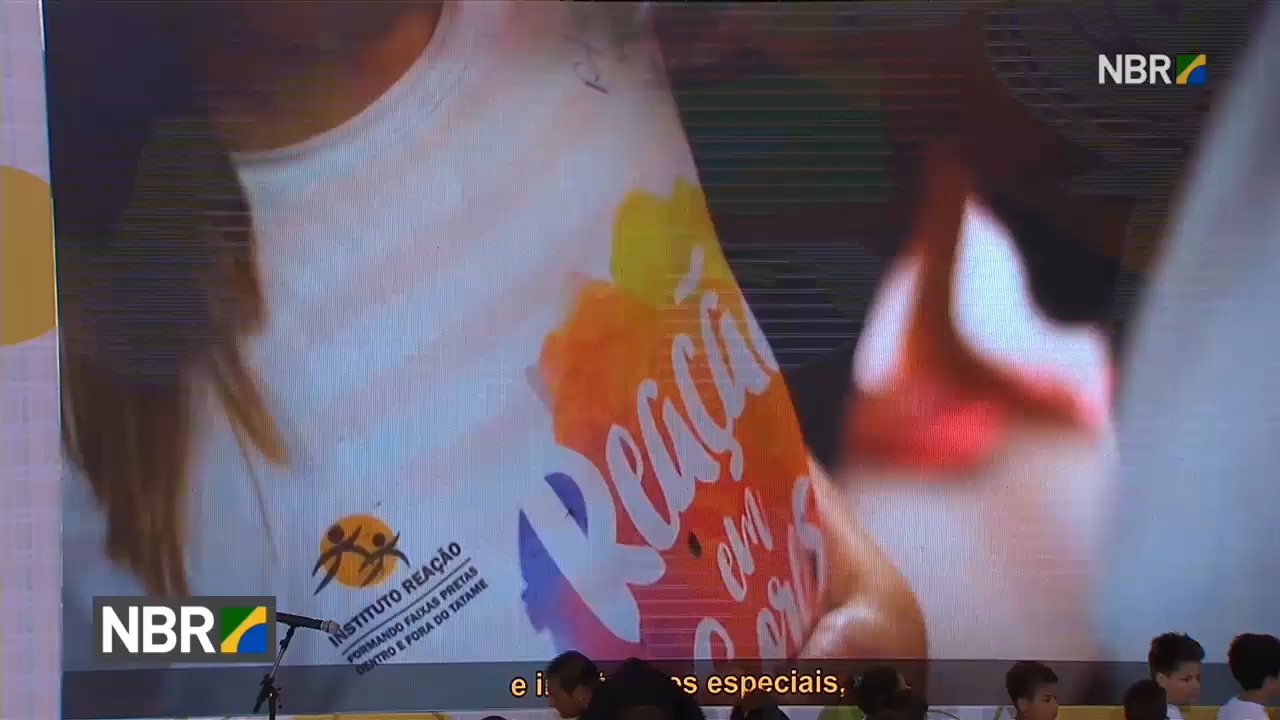 NBR
Reação
em
INSTITUTO REAÇÃO
FORMANDO FAIXAS PRETAS
DENTRO E FORA DO TATAME
NBR
e especiais,